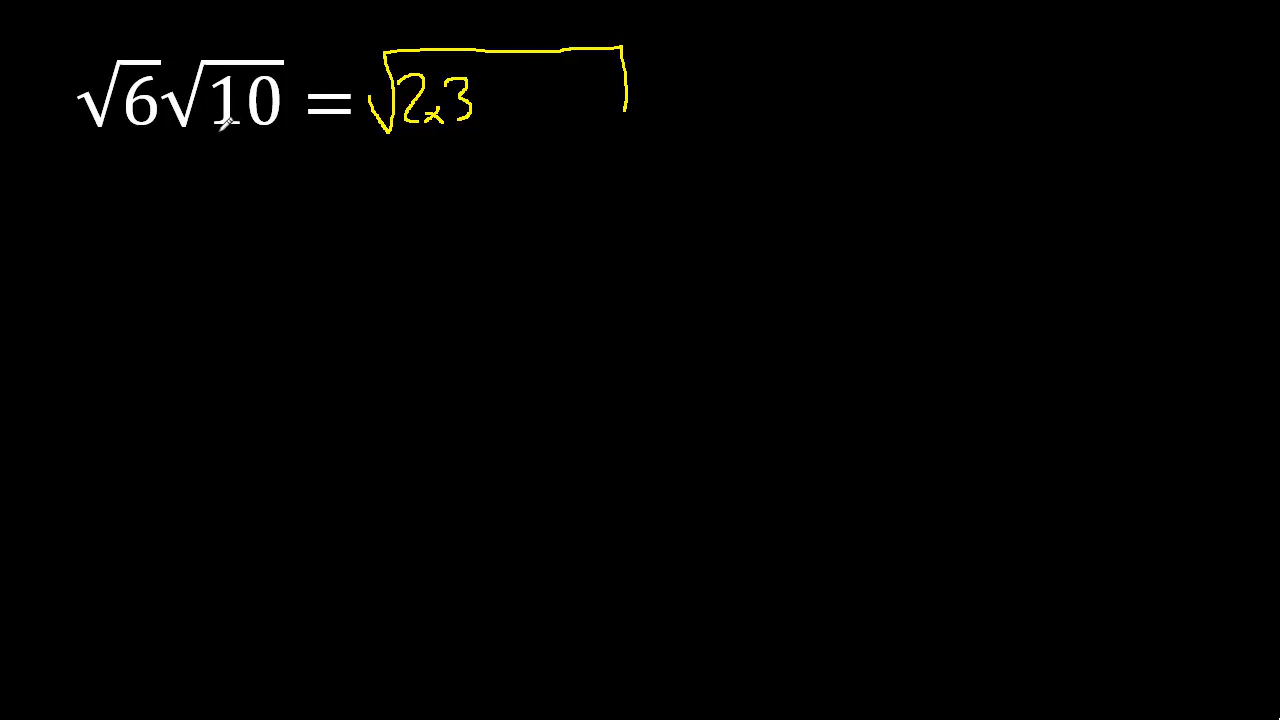 √6√10 = √2×3